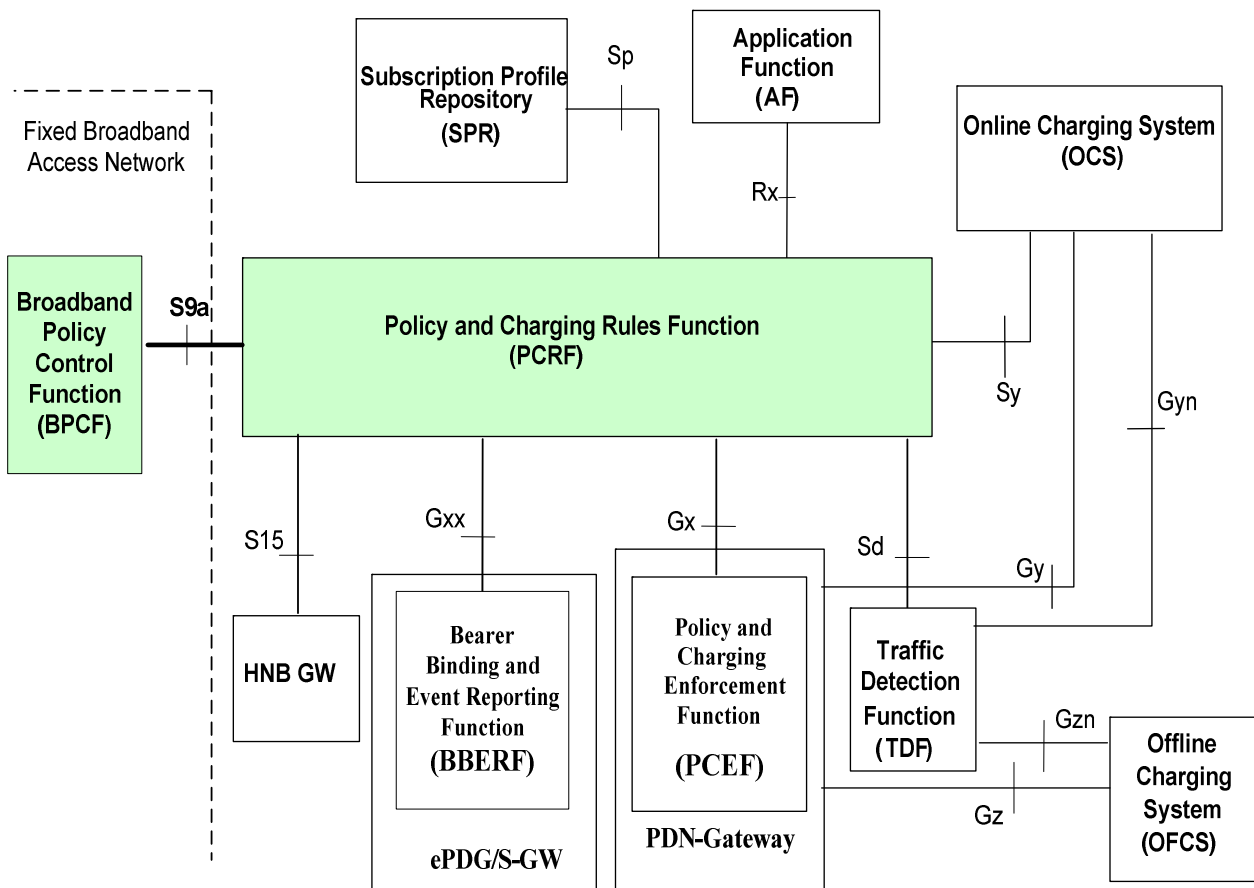 Subscription Profile
Repository
(SPR)
Sp
Application
Function
(AF)
Rx
Online Charging System
(OCS)
Fixed Broadband
Access Network
Broadband
Policy
Control
Function
(BPCF)
S9a
Policy and Charging Rules Function
(PCRF)
Sy
Gyn
S15
Gxx
Gx
Sd
Gy
HNB GW
Bearer
Binding and
Event Reporting
Function
(BBERF)
ePDG/S-GW
Policy and
Charging
Enforcement
Function
(PCEF)
PDN-Gateway
Traffic
Detection
Function
(TDF)
Gzn
Gz
Offline
Charging
System
(OFCS)